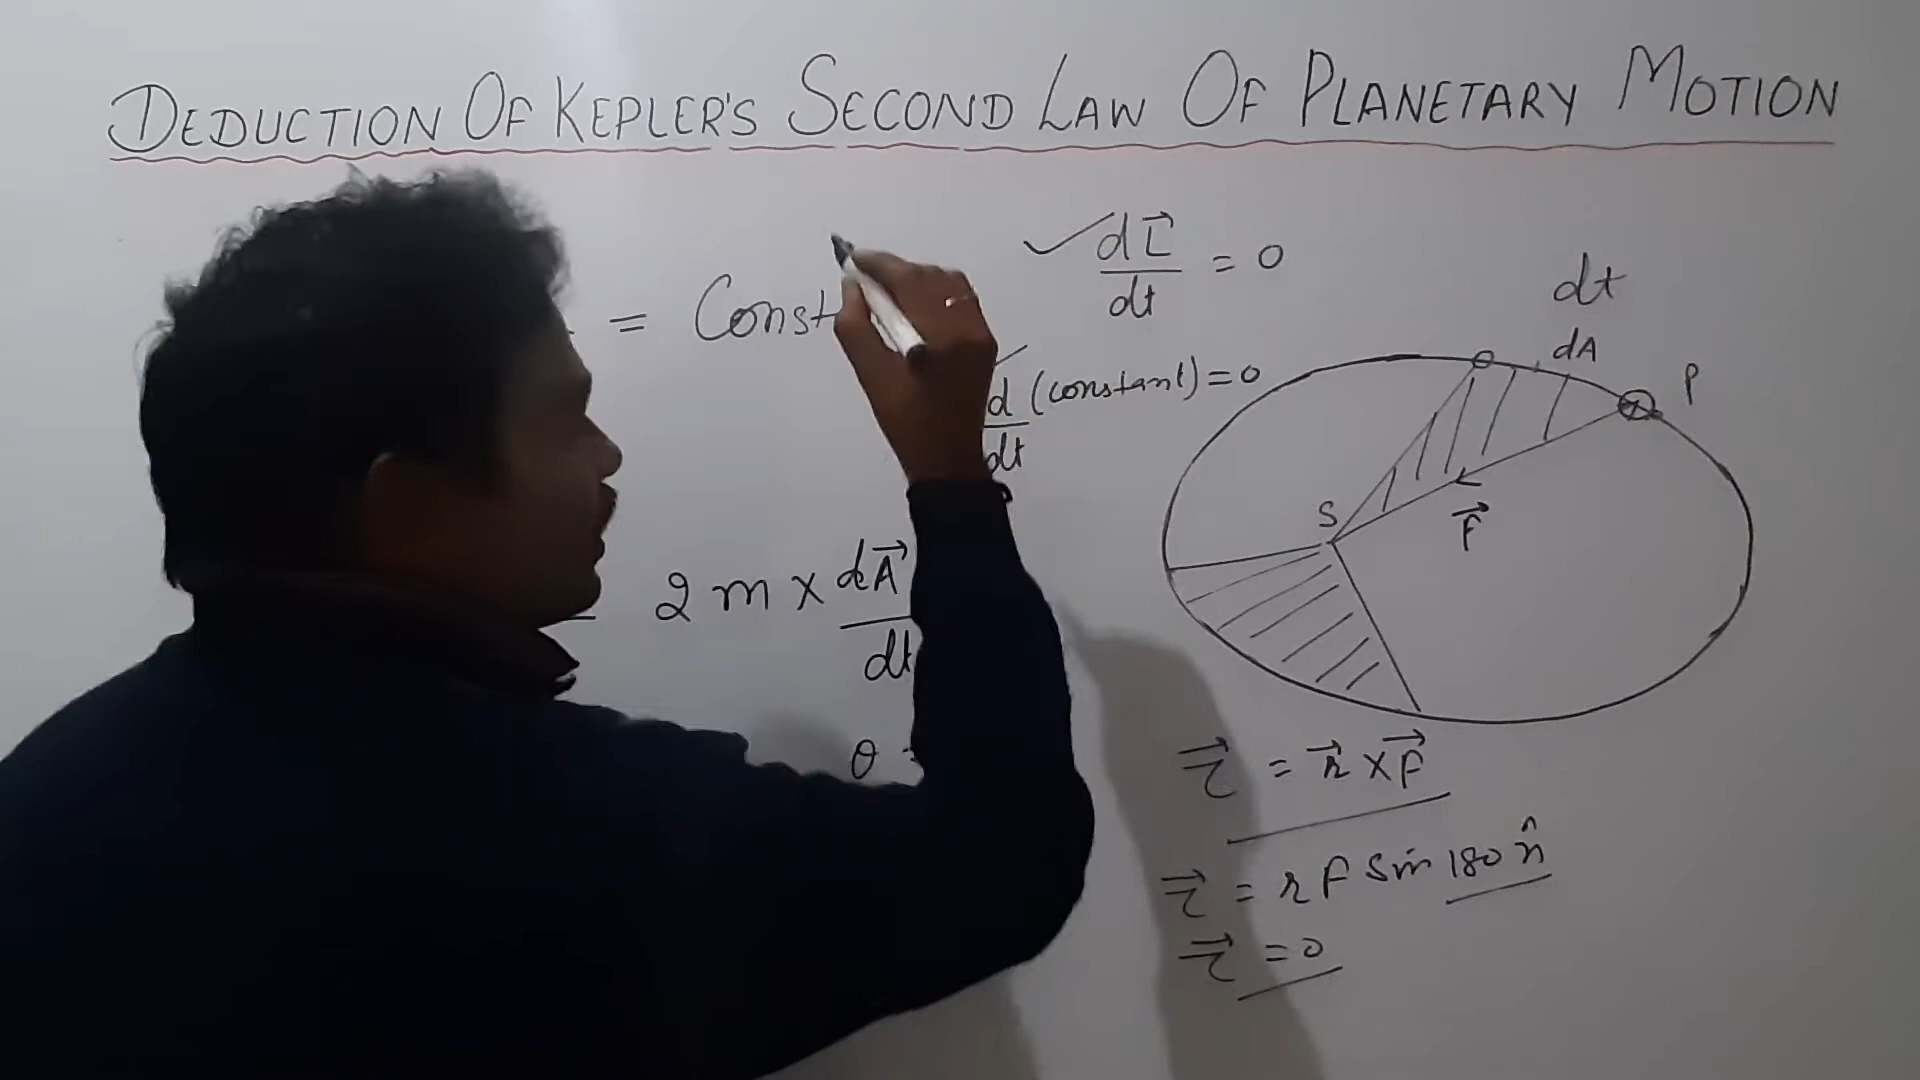 DEDUCTION OF KEPLER'S SECOND LAW OF PLANETARY MOTION
= Const
dL⃗/dt = 0
d/dt (constant) = 0
2 m × dA⃗/dt
θ
dt
dA
P
S
F⃗
τ⃗ = r⃗ × F⃗
τ⃗ = r F sin 180 n̂
τ⃗ = 0